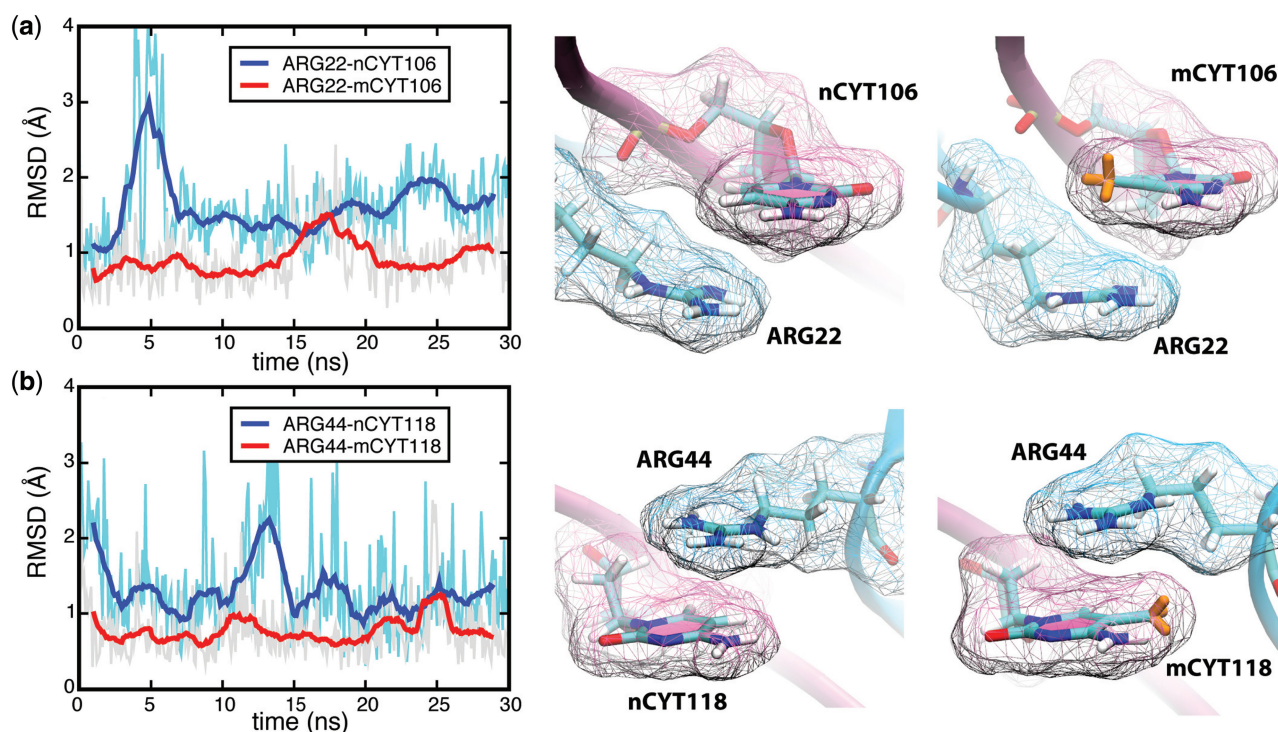 (a)
4
3
2
1
0
RMSD (Å)
ARG22-nCYT106
ARG22-mCYT106
0 5 10 15 20 25 30
time (ns)
nCYT106
ARG22
mCYT106
ARG22
(b)
4
3
2
1
0
RMSD (Å)
ARG44-nCYT118
ARG44-mCYT118
0 5 10 15 20 25 30
time (ns)
ARG44
nCYT118
ARG44
mCYT118